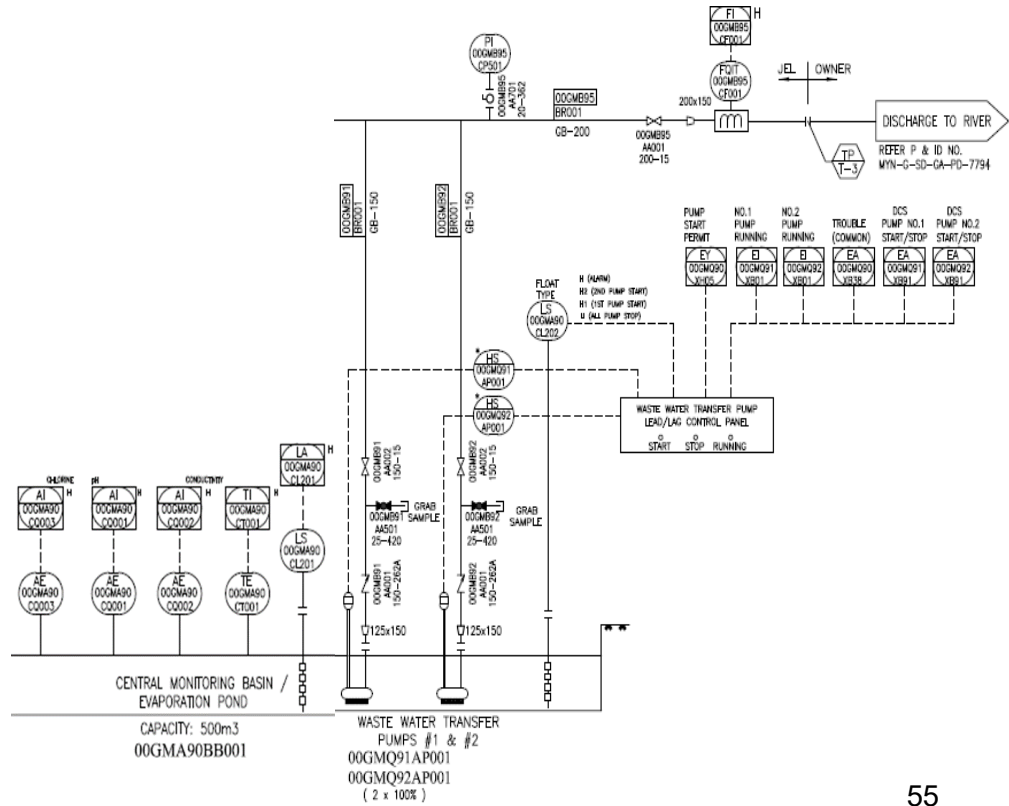 PI
00GMB95
CP501
00GMB95
AA701
20-362
FI
H
00GMB95
CF001
FQIT
00GMB95
CF001
JEL
OWNER
00GMB95
BR001
GB-200
00GMB95
AA001
200-15
200x150
DISCHARGE TO RIVER
TP
T-3
REFER P & ID NO.
MYN-G-SD-GA-PD-7794
00GMB91
BR001
GB-150
00GMB92
BR001
GB-150
PUMP
START
PERMIT
NO.1
PUMP
RUNNING
NO.2
PUMP
RUNNING
TROUBLE
(COMMON)
DCS
PUMP NO.1
START/STOP
DCS
PUMP NO.2
START/STOP
EY
00GMQ90
XH05
EI
00GMQ91
XB01
EI
00GMQ92
XB01
EA
00GMQ90
XB38
EA
00GMQ91
XB91
EA
00GMQ92
XB91
FLOAT
TYPE
LS
00GMA90
CL202
H (ALARM)
H2 (2ND PUMP START)
H1 (1ST PUMP START)
(ALL PUMP STOP)
*
HS
00GMQ91
AP001
*
HS
00GMQ92
AP001
WASTE WATER TRANSFER PUMP
LEAD/LAG CONTROL PANEL
START STOP RUNNING
LA
H
00GMA90
CL201
LS
00GMA90
CL201
CHLORINE
AI
H
00GMA90
CQ003
pH
AI
H
00GMA90
CQ001
CONDUCTIVITY
AI
H
00GMA90
CQ002
TI
H
00GMA90
CT001
AE
00GMA90
CQ003
AE
00GMA90
CQ001
AE
00GMA90
CQ002
TE
00GMA90
CT001
00GMB91
AA002
150-15
00GMB92
AA002
150-15
00GMB91
AA501
25-420
GRAB
SAMPLE
00GMB92
AA501
25-420
GRAB
SAMPLE
00GMB91
AA001
150-262A
00GMB92
AA001
150-262A
125x150
125x150
CENTRAL MONITORING BASIN /
EVAPORATION POND
CAPACITY: 500m3
00GMA90BB001
WASTE WATER TRANSFER
PUMPS #1 & #2
00GMQ91AP001
00GMQ92AP001
( 2 x 100% )
55